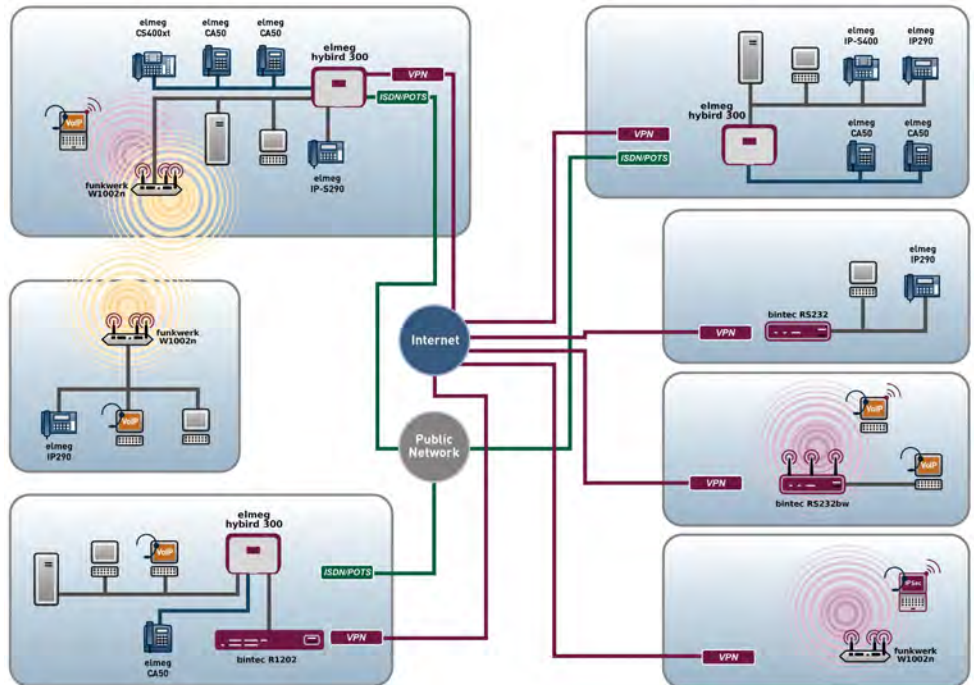 elmeg
CS400xt
elmeg
CA50
elmeg
CA50
elmeg
hybird 300
VPN
ISDN/POTS
VoIP
funkwerk
W1002n
elmeg
IP-S290
funkwerk
W1002n
elmeg
IP290
VoIP
elmeg
hybird 300
VoIP
elmeg
CA50
bintec R1202
ISDN/POTS
VPN
Internet
Public
Network
elmeg
IP-S400
elmeg
IP290
elmeg
hybird 300
elmeg
CA50
elmeg
CA50
VPN
ISDN/POTS
elmeg
IP290
bintec RS232
VPN
VoIP
VoIP
bintec RS232bw
VPN
IPSec
funkwerk
W1002n
VPN